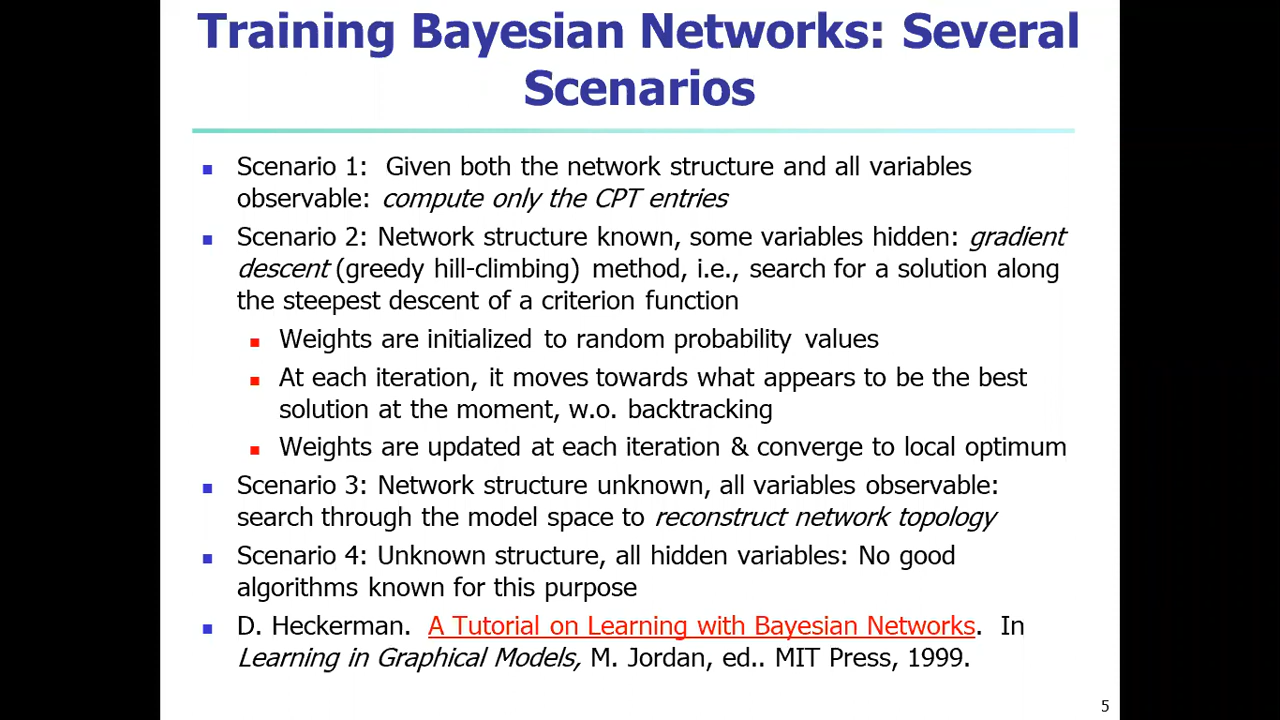 Training Bayesian Networks: Several
Scenarios
Scenario 1: Given both the network structure and all variables
observable: compute only the CPT entries
Scenario 2: Network structure known, some variables hidden: gradient
descent (greedy hill-climbing) method, i.e., search for a solution along
the steepest descent of a criterion function
Weights are initialized to random probability values
At each iteration, it moves towards what appears to be the best
solution at the moment, w.o. backtracking
Weights are updated at each iteration & converge to local optimum
Scenario 3: Network structure unknown, all variables observable:
search through the model space to reconstruct network topology
Scenario 4: Unknown structure, all hidden variables: No good
algorithms known for this purpose
D. Heckerman. A Tutorial on Learning with Bayesian Networks. In
Learning in Graphical Models, M. Jordan, ed.. MIT Press, 1999.
5